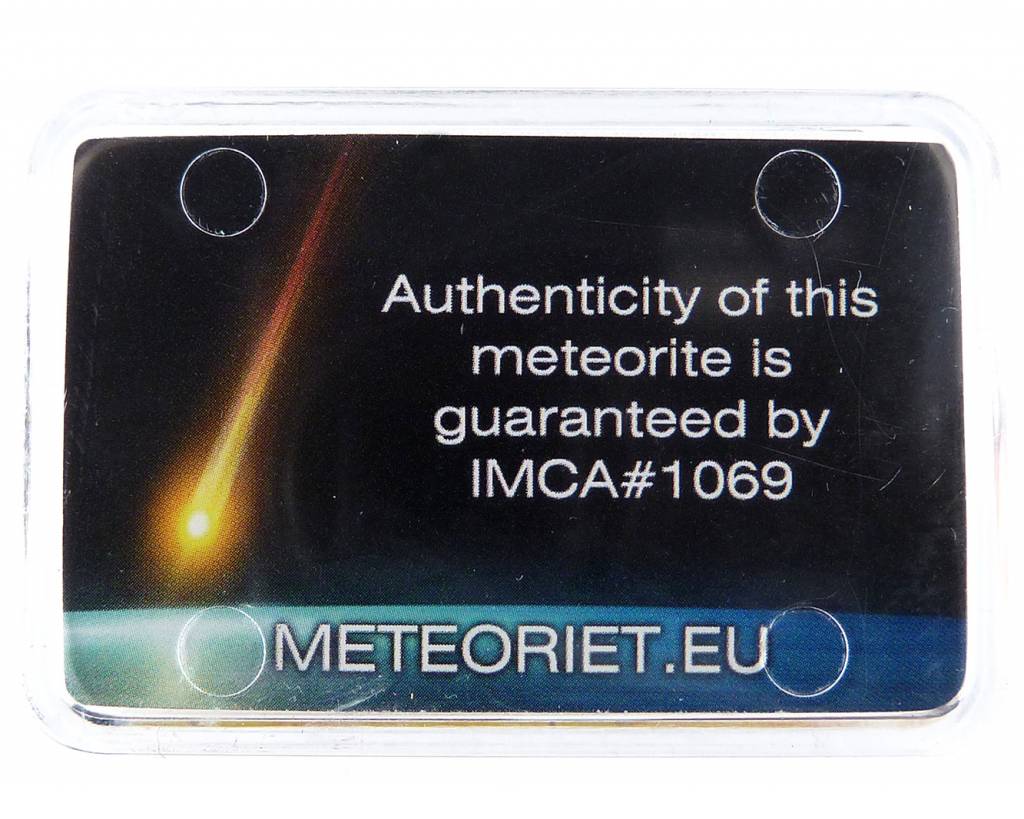 Authenticity of this
meteorite is
guaranteed by
IMCA#1069
METEORIET.EU